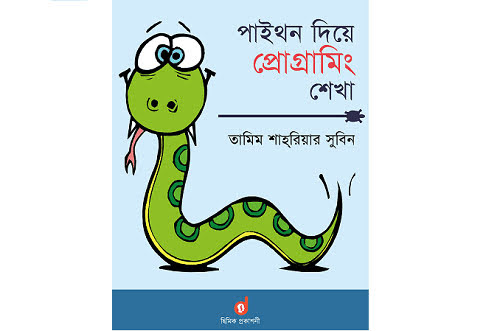 পাইথন দিয়ে
প্রোগ্রামিং
শেখা
তামিম শাহ্‌রিয়ার সুবিন
দ্বিমিক প্রকাশনী